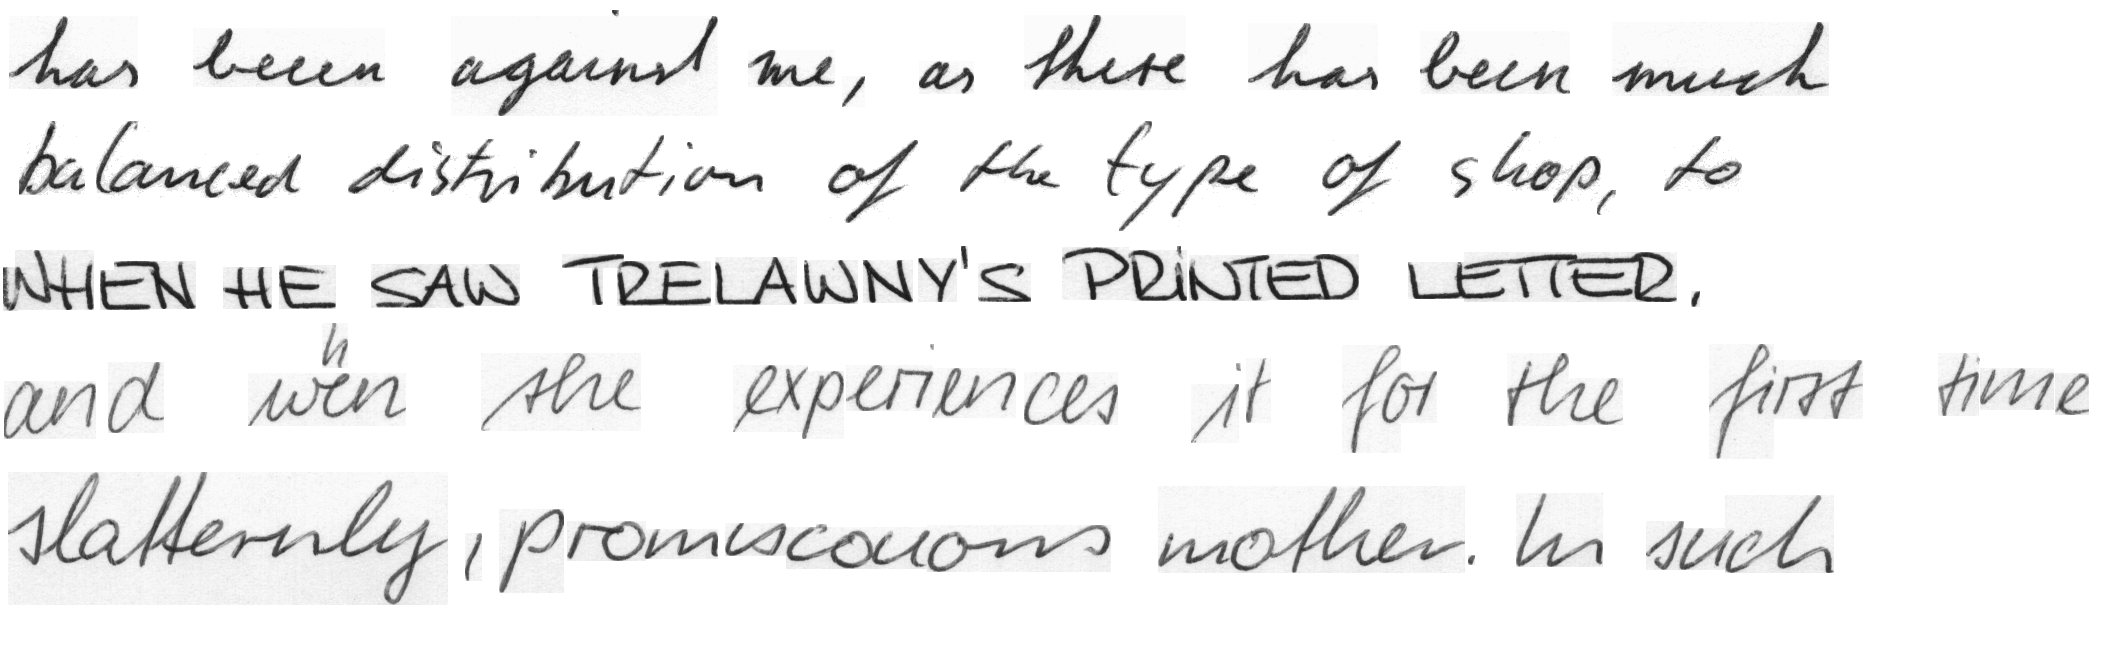 has been against me, as there has been much
balanced distribution of the type of shop, to
WHEN HE SAW TRELAWNY'S PRINTED LETTER.
and when she experiences it for the first time
slatternly, promiscouous mother. In such